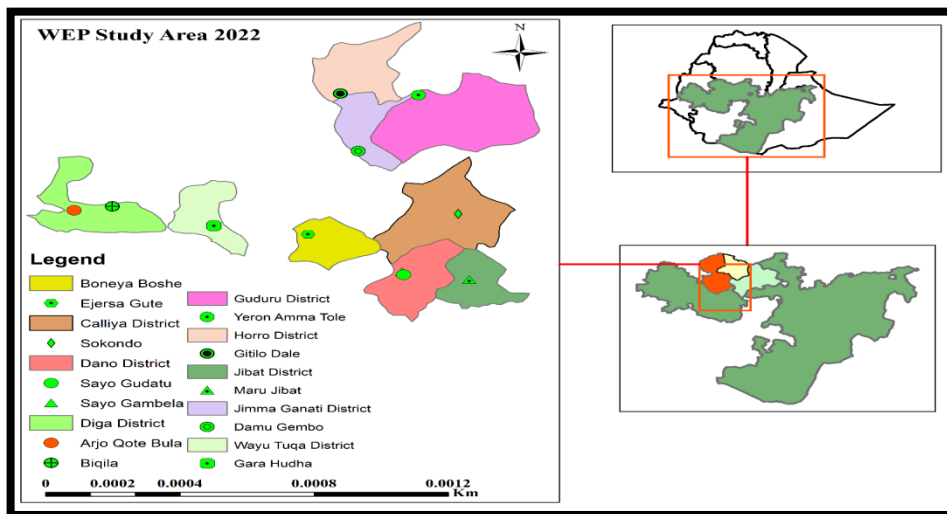 WEP Study Area 2022
N
Legend
Boneya Boshe
Ejersa Gute
Calliya District
Sokondo
Dano District
Sayo Gudatu
Sayo Gambela
Diga District
Arjo Qote Bula
Biqila
Guduru District
Yeron Amma Tole
Horro District
Gitilo Dale
Jibat District
Maru Jibat
Jimma Ganati District
Damu Gembo
Wayu Tuqa District
Gara Hudha
0 0.0002 0.0004 0.0008 0.0012
Km